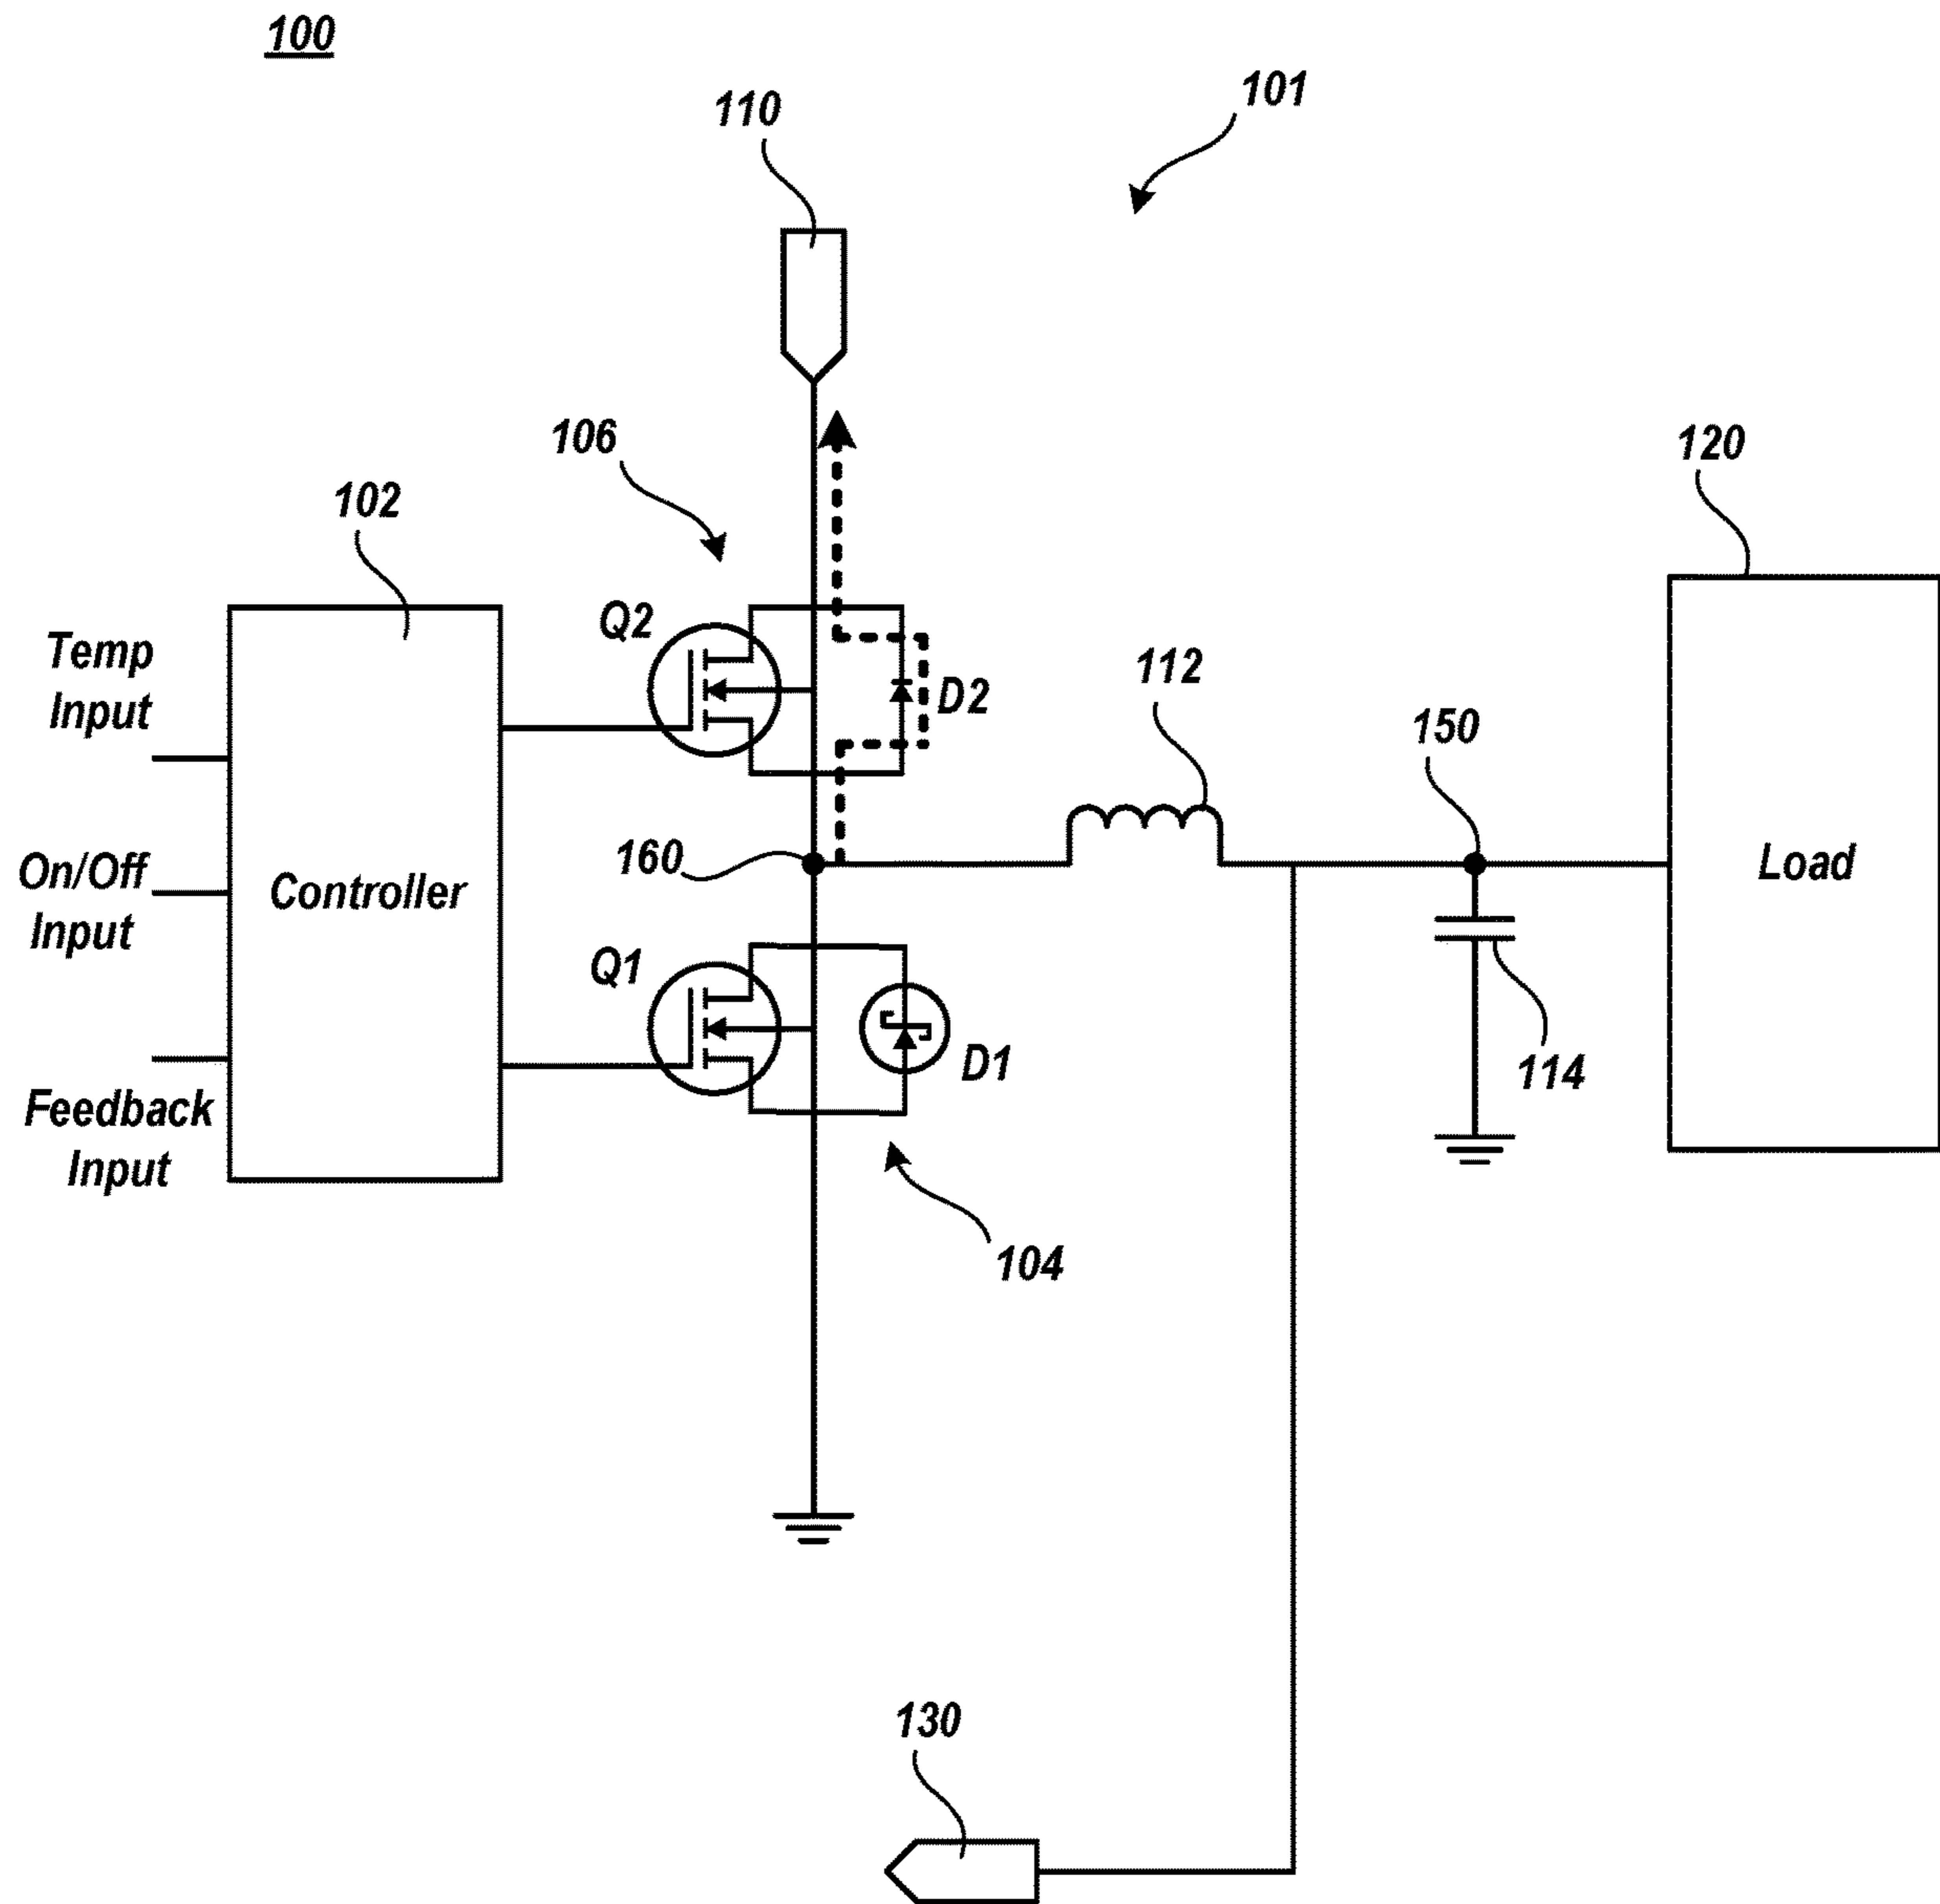 100
101
110
106
120
102
Q2
Temp
Input
D2
112
150
160
On/Off
Input
Controller
Load
Q1
D1
114
Feedback
Input
104
130